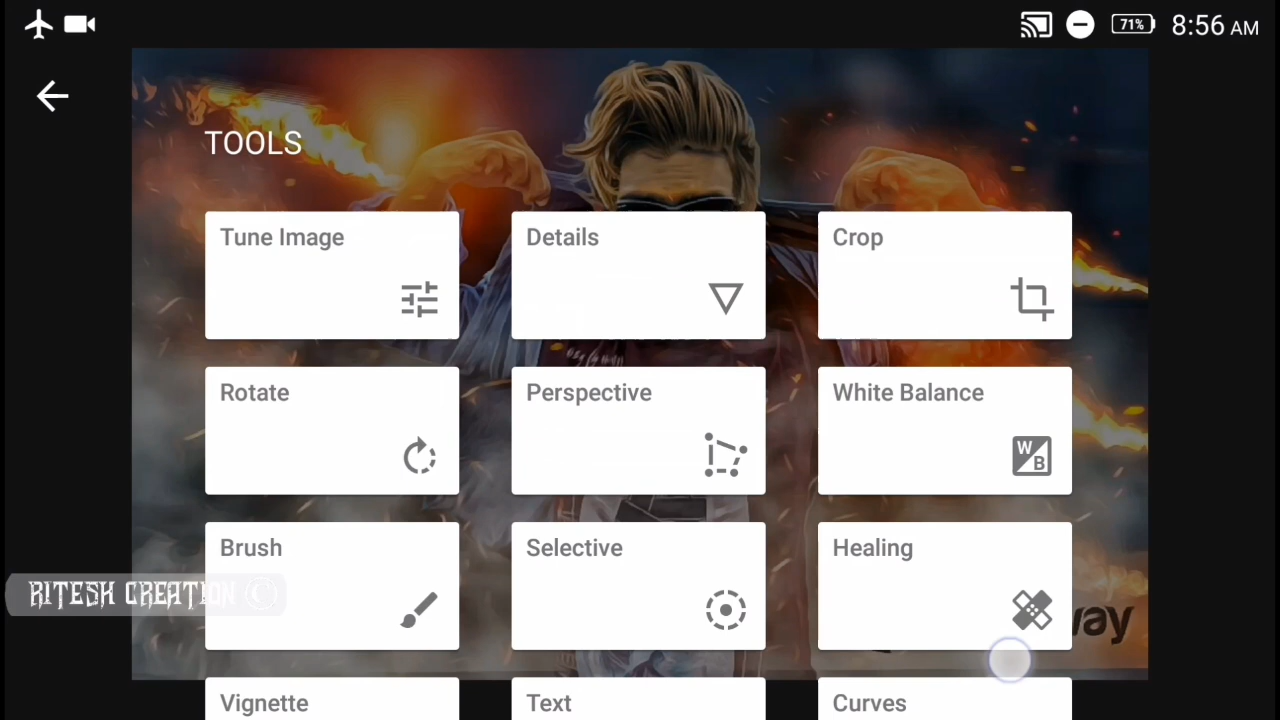 71% 8:56 AM
TOOLS
Tune Image Details Crop
Rotate Perspective White Balance
W
B
Brush Selective Healing
RITESH CREATION ©
way
Vignette Text Curves